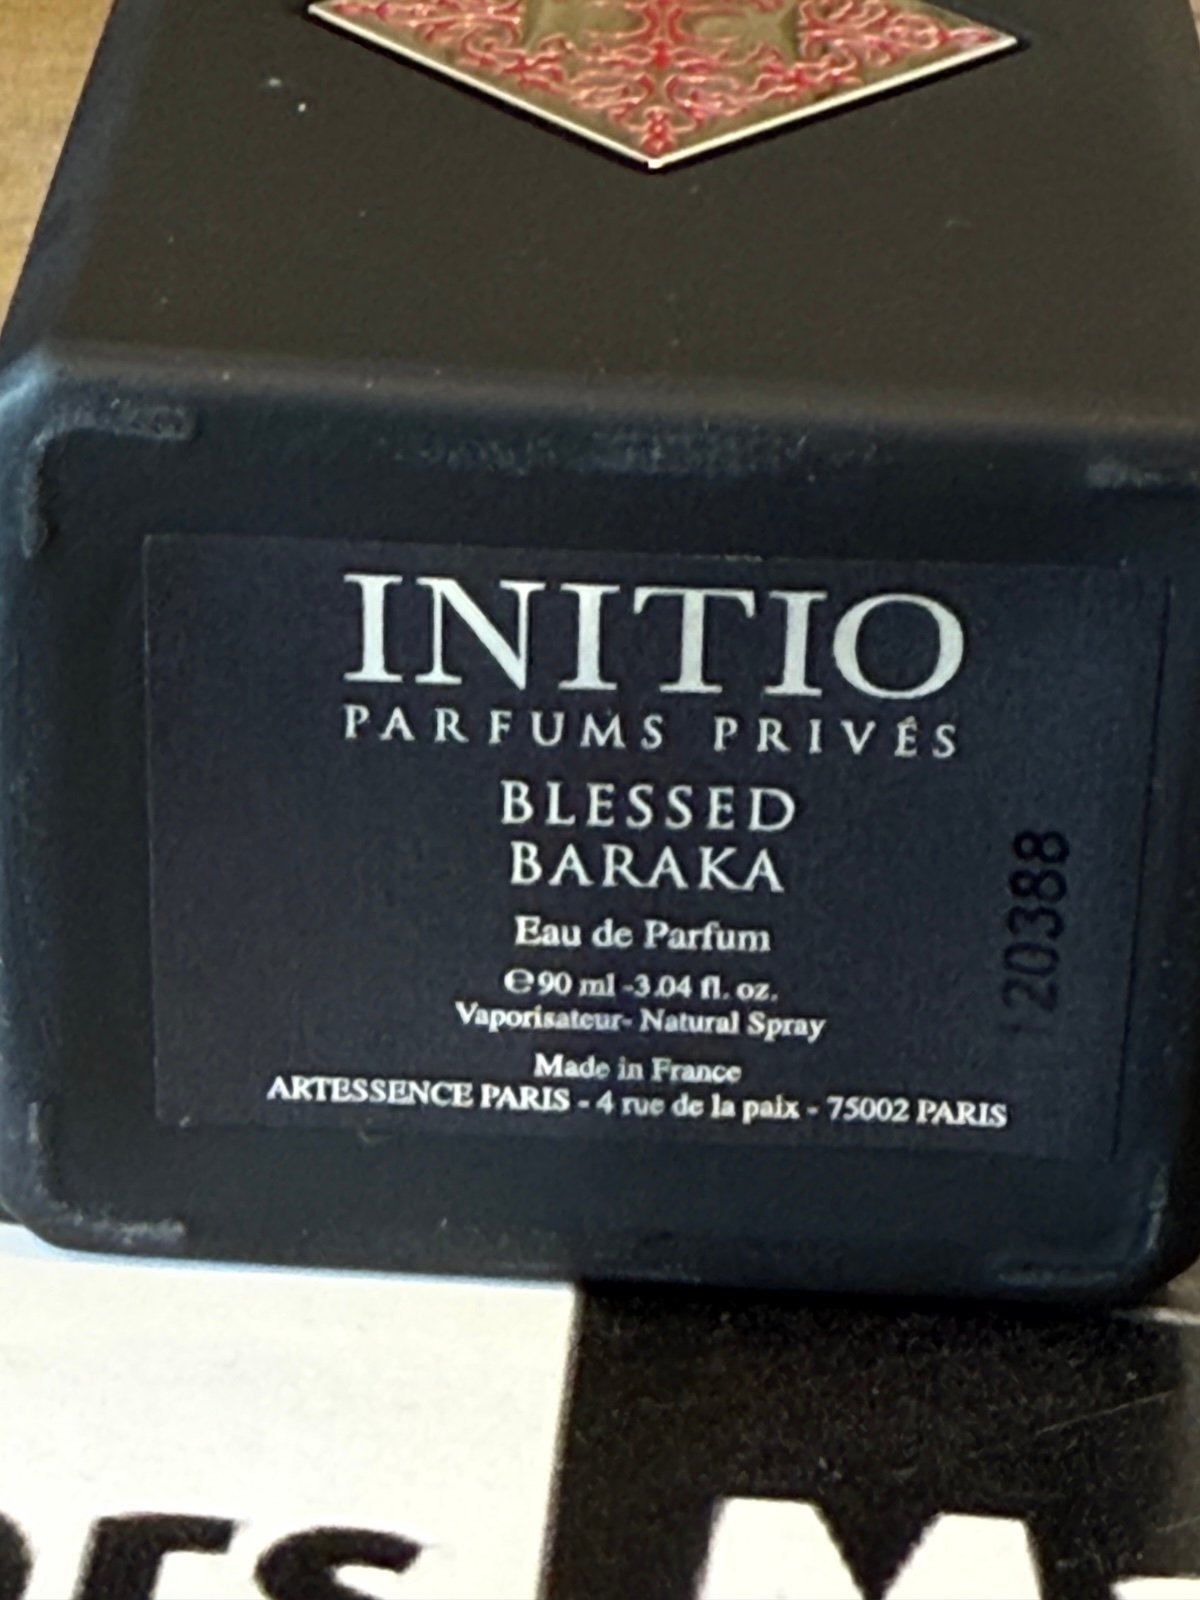 INITIO
PARFUMS PRIVÉS
BLESSED
BARAKA
Eau de Parfum
℮90 ml -3.04 fl. oz.
Vaporisateur- Natural Spray
Made in France
ARTESSENCE PARIS - 4 rue de la paix - 75002 PARIS
20388